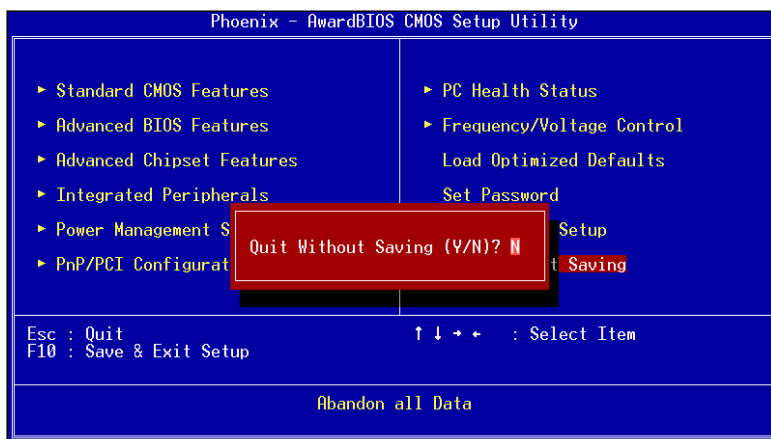 Phoenix - AwardBIOS CMOS Setup Utility
► Standard CMOS Features
► Advanced BIOS Features
► Advanced Chipset Features
► Integrated Peripherals
► Power Management S
► PnP/PCI Configurat
► PC Health Status
► Frequency/Voltage Control
Load Optimized Defaults
Set Password
Setup
t Saving
Quit Without Saving (Y/N)? N
Esc : Quit
F10 : Save & Exit Setup
↑ ↓ → ← : Select Item
Abandon all Data